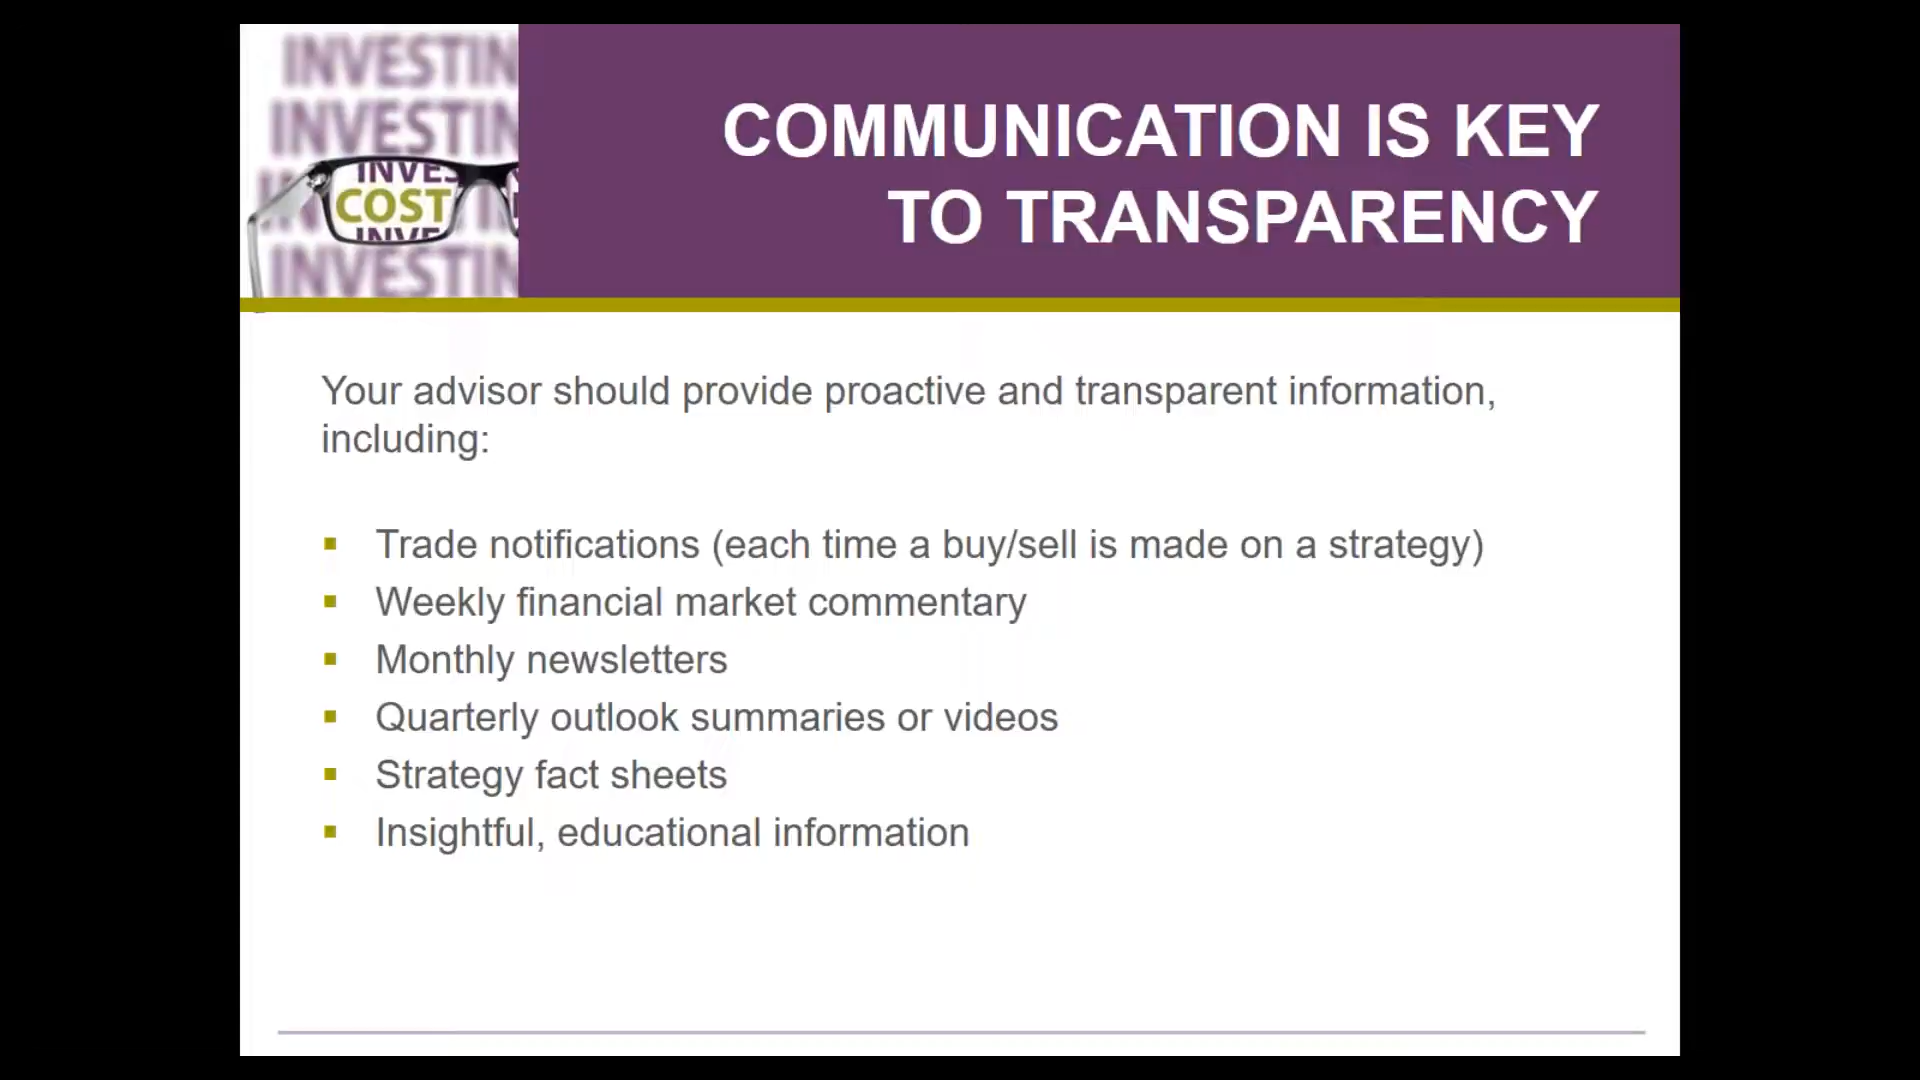 INVESTIN
INVESTIN
INVES
COST
INVE
INVESTIN
COMMUNICATION IS KEY
TO TRANSPARENCY
Your advisor should provide proactive and transparent information,
including:
▪ Trade notifications (each time a buy/sell is made on a strategy)
▪ Weekly financial market commentary
▪ Monthly newsletters
▪ Quarterly outlook summaries or videos
▪ Strategy fact sheets
▪ Insightful, educational information